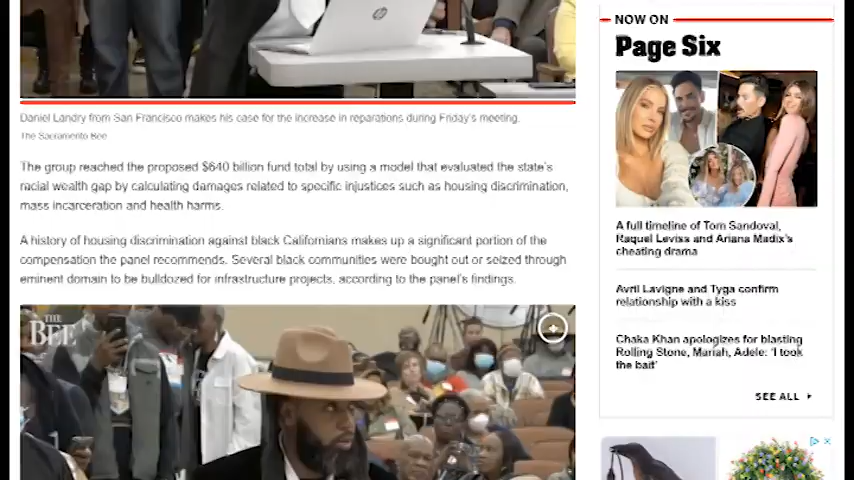 Daniel Landry from San Francisco makes his case for the increase in reparations during Friday's meeting.
The Sacramento Bee
The group reached the proposed $640 billion fund total by using a model that evaluated the state's
racial wealth gap by calculating damages related to specific injustices such as housing discrimination,
mass incarceration and health harms.
A history of housing discrimination against black Californians makes up a significant portion of the
compensation the panel recommends. Several black communities were bought out or seized through
eminent domain to be bulldozed for infrastructure projects, according to the panel's findings.
THE
BEE
NOW ON
Page Six
A full timeline of Tom Sandoval,
Raquel Leviss and Ariana Madix's
cheating drama
Avril Lavigne and Tyga confirm
relationship with a kiss
Chaka Khan apologizes for blasting
Rolling Stone, Mariah, Adele: 'I took
the bait'
SEE ALL
hp